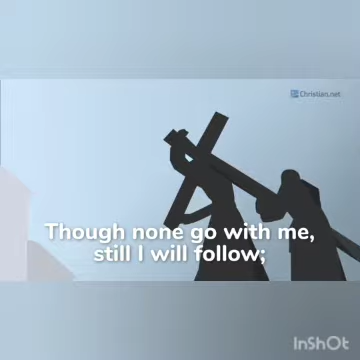 Christian.net
Though none go with me,
still I will follow;
InShOt